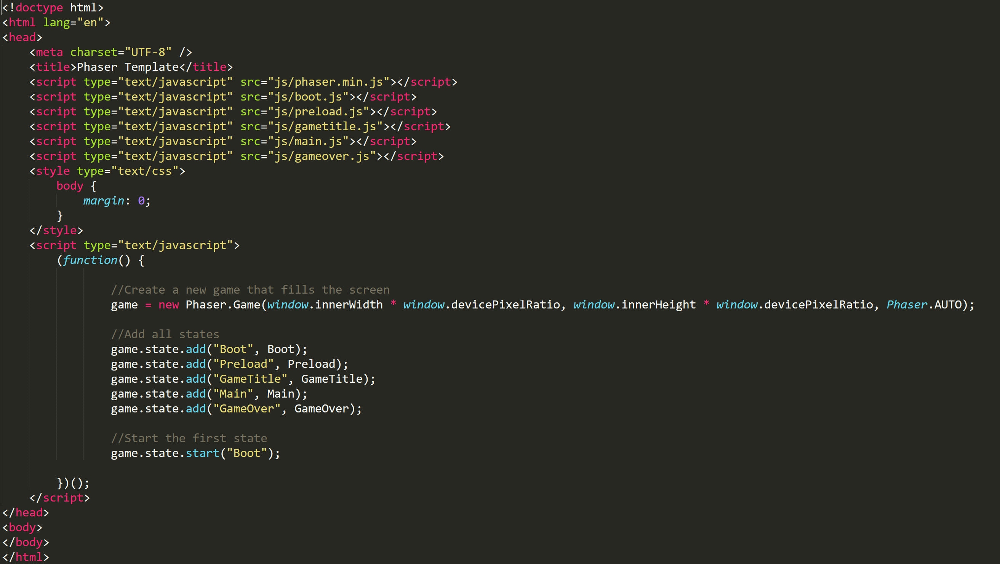 <!doctype html>
<html lang="en">
<head>
    <meta charset="UTF-8" />
    <title>Phaser Template</title>
    <script type="text/javascript" src="js/phaser.min.js"></script>
    <script type="text/javascript" src="js/boot.js"></script>
    <script type="text/javascript" src="js/preload.js"></script>
    <script type="text/javascript" src="js/gametitle.js"></script>
    <script type="text/javascript" src="js/main.js"></script>
    <script type="text/javascript" src="js/gameover.js"></script>
    <style type="text/css">
        body {
            margin: 0;
        }
    </style>
    <script type="text/javascript">
        (function() {

                //Create a new game that fills the screen
                game = new Phaser.Game(window.innerWidth * window.devicePixelRatio, window.innerHeight * window.devicePixelRatio, Phaser.AUTO);

                //Add all states
                game.state.add("Boot", Boot);
                game.state.add("Preload", Preload);
                game.state.add("GameTitle", GameTitle);
                game.state.add("Main", Main);
                game.state.add("GameOver", GameOver);

                //Start the first state
                game.state.start("Boot");

        })();
    </script>
</head>
<body>
</body>
</html>